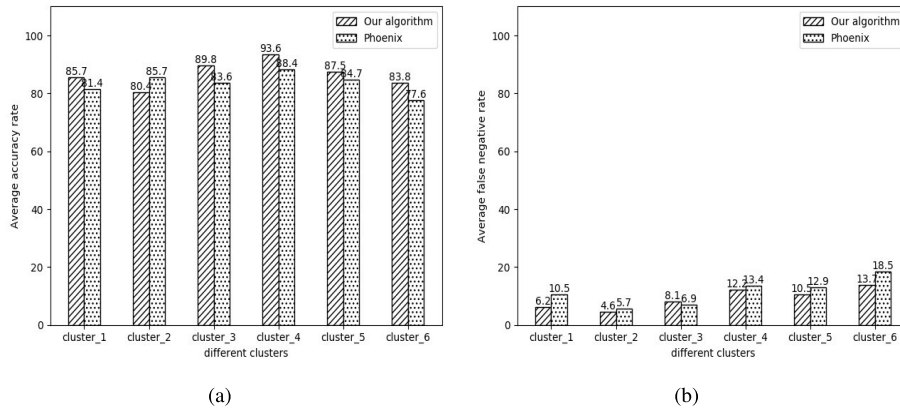 Our algorithm
Phoenix
100
80
60
40
20
0
Average accuracy rate
85.7
81.4
80.4
85.7
89.8
83.6
93.6
88.4
87.5
84.7
83.8
77.6
cluster_1 cluster_2 cluster_3 cluster_4 cluster_5 cluster_6
different clusters
(a)
Our algorithm
Phoenix
100
80
60
40
20
0
Average false negative rate
6.2
10.5
4.6
5.7
8.1
6.9
13.4
10.5
12.9
13.7
18.5
cluster_1 cluster_2 cluster_3 cluster_4 cluster_5 cluster_6
different clusters
(b)